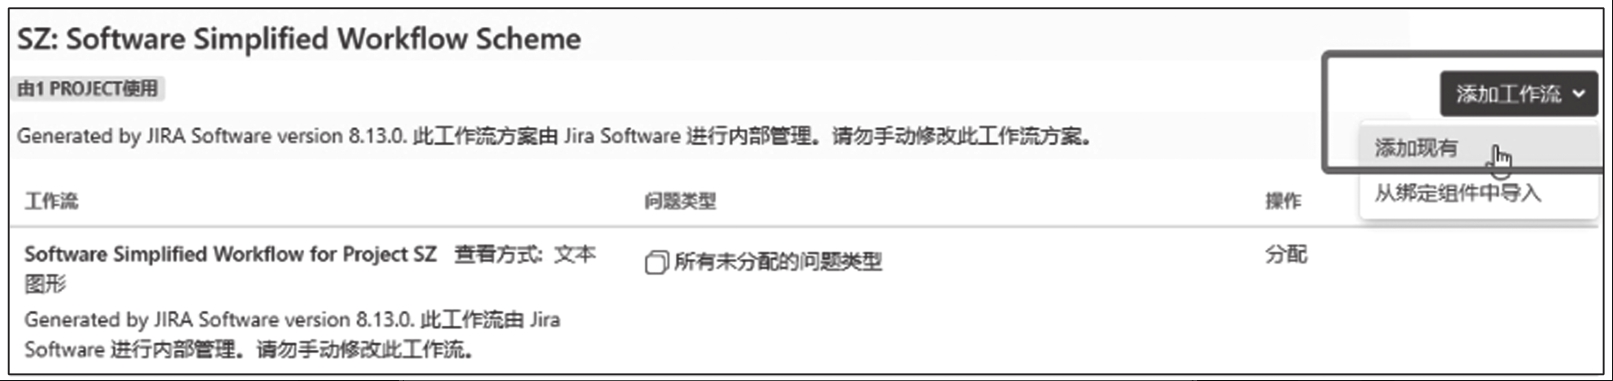 SZ: Software Simplified Workflow Scheme
由1 PROJECT使用
添加工作流
Generated by JIRA Software version 8.13.0. 此工作流方案由 Jira Software 进行内部管理。请勿手动修改此工作流方案。
添加现有
从绑定组件中导入
工作流 问题类型 操作
Software Simplified Workflow for Project SZ 查看方式: 文本
图形
所有未分配的问题类型
分配
Generated by JIRA Software version 8.13.0. 此工作流由 Jira
Software 进行内部管理。请勿手动修改此工作流。